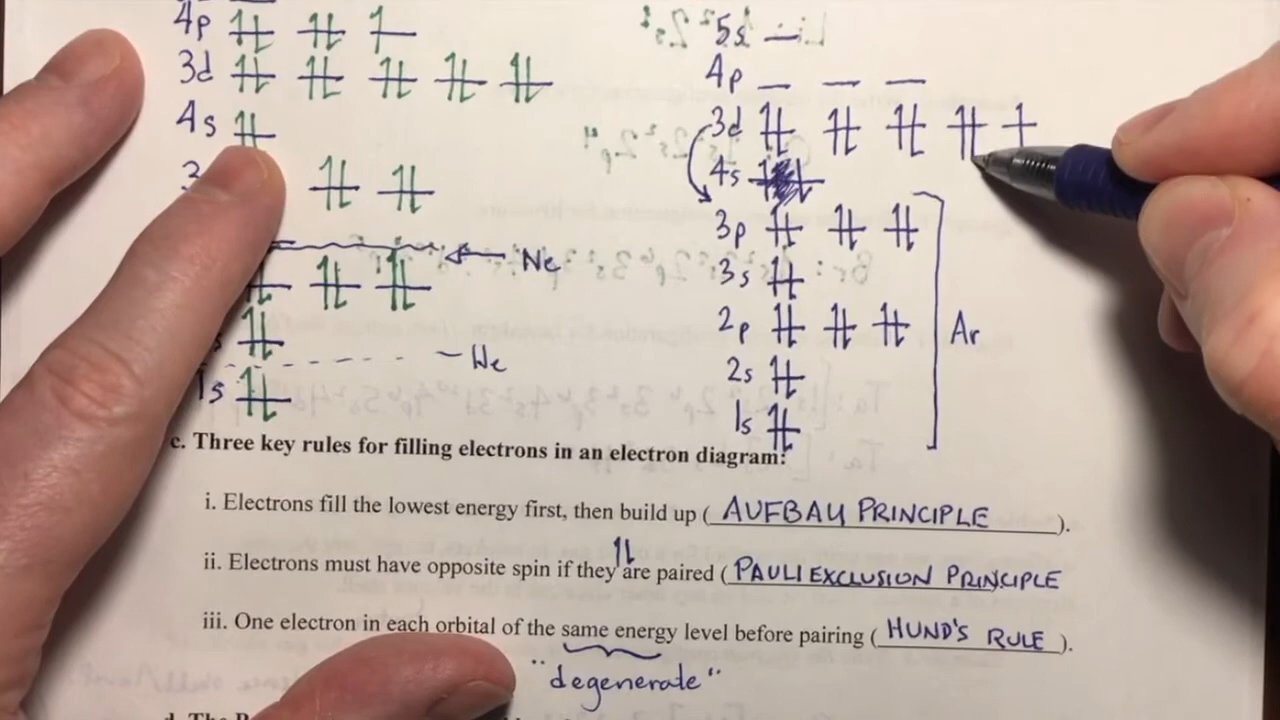 4p
3d
4s
3
Ne
He
1s
5s
4p
3d
4s
3p
3s
2p
2s
1s
Ar
c. Three key rules for filling electrons in an electron diagram:
i. Electrons fill the lowest energy first, then build up ( AUFBAU PRINCIPLE ).
ii. Electrons must have opposite spin if they are paired ( PAULI EXCLUSION PRINCIPLE
iii. One electron in each orbital of the same energy level before pairing ( HUND'S RULE ).
"degenerate"